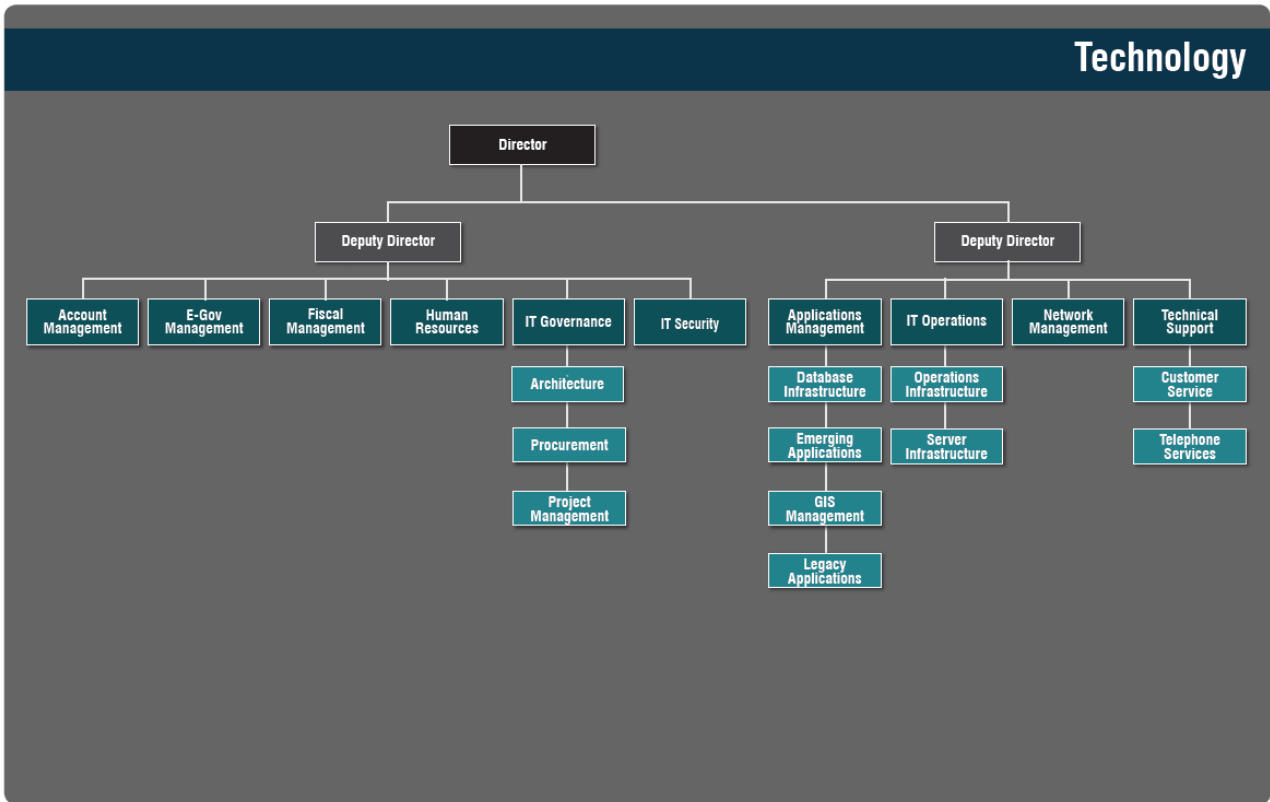 Technology
Director
Deputy Director
Deputy Director
Account
Management
E-Gov
Management
Fiscal
Management
Human
Resources
IT Governance
IT Security
Applications
Management
IT Operations
Network
Management
Technical
Support
Architecture
Procurement
Project
Management
Database
Infrastructure
Emerging
Applications
GIS
Management
Legacy
Applications
Operations
Infrastructure
Server
Infrastructure
Customer
Service
Telephone
Services